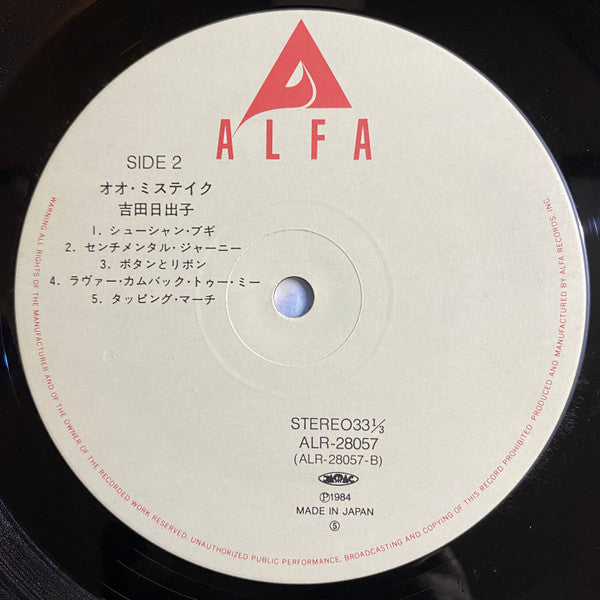 ALFA
SIDE 2
オオ・ミステイク
吉田日出子
1. シューシャン・ブギ
2. センチメンタル・ジャーニー
3. ボタンとリボン
4. ラヴァー・カムバック・トゥー・ミー
5. タッピング・マーチ
STEREO33⅓
ALR-28057
(ALR-28057-B)
JASRAC
Ⓟ1984
MADE IN JAPAN
⑤
WARNING:ALL RIGHTS OF THE MANUFACTURER AND OF THE OWNER OF THE RECORDED WORK RESERVED. UNAUTHORIZED PUBLIC PERFORMANCE. BROADCASTING AND COPYING OF THIS RECORD PROHIBITED. PRODUCED AND MANUFACTURED BY ALFA RECORDS, INC.